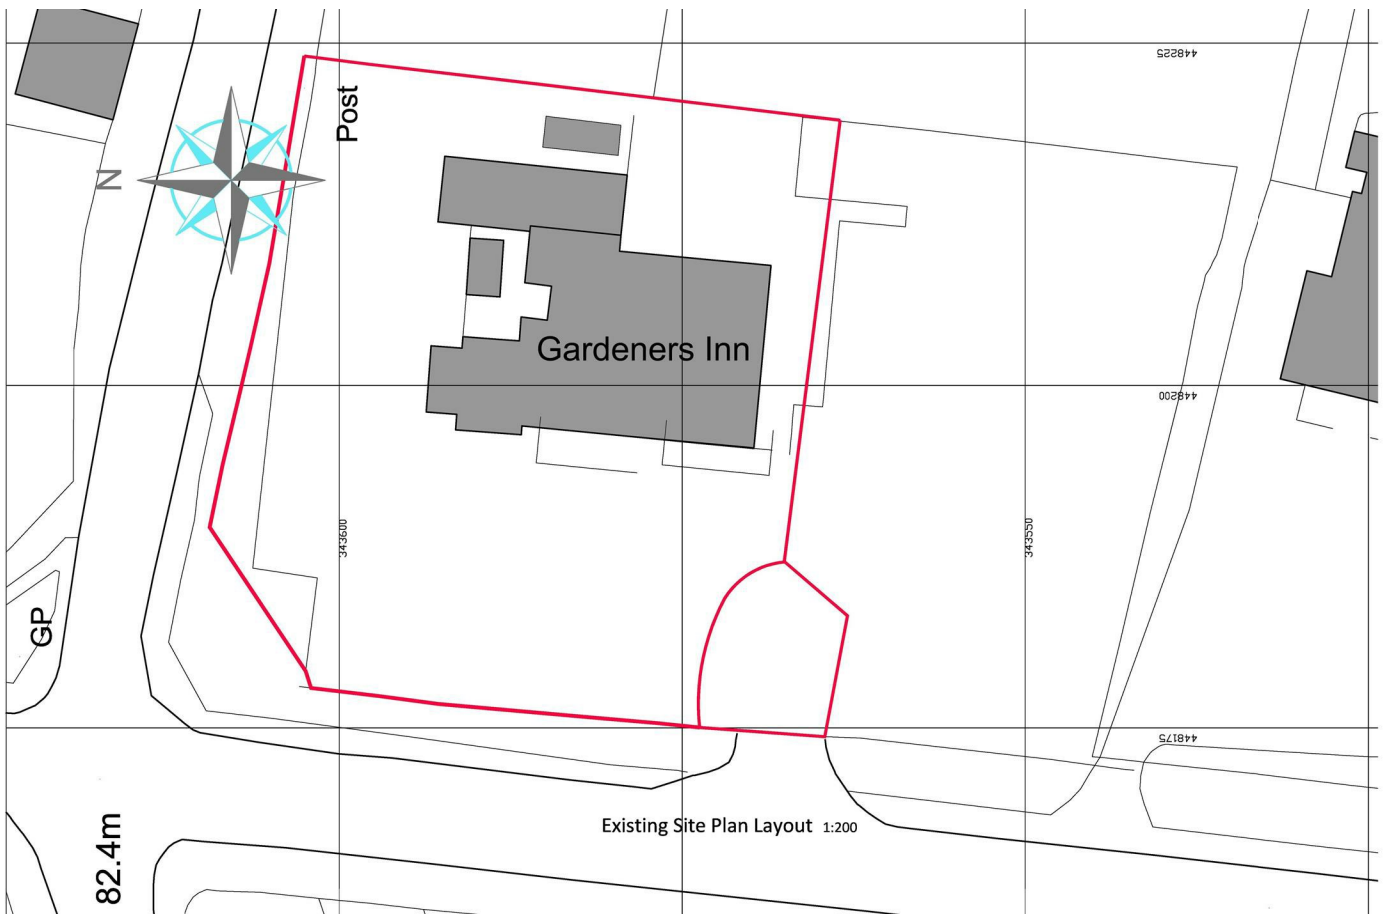 448225
Post
N
Gardeners Inn
448200
343600
343550
GP
448175
Existing Site Plan Layout 1:200
82.4m